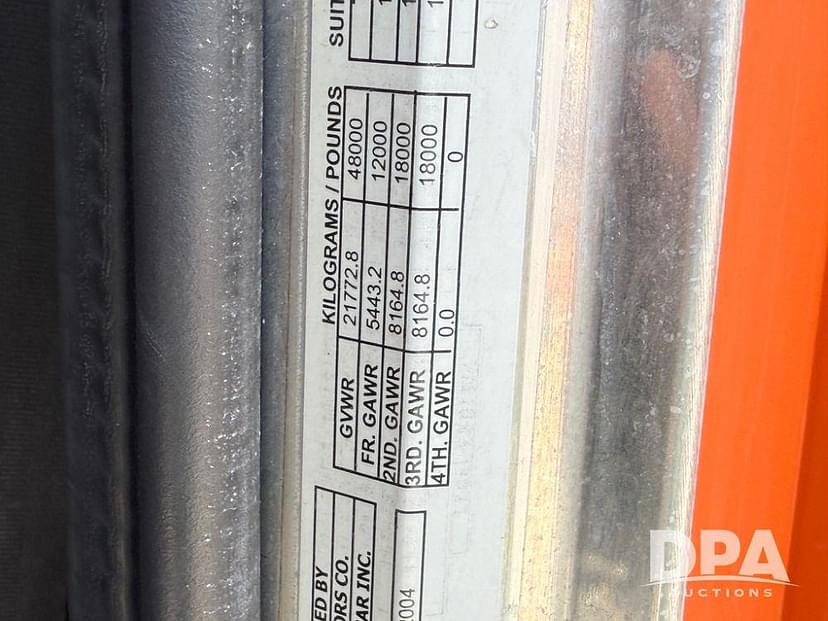 SUIT
KILOGRAMS / POUNDS
GVWR 21772.8 48000
FR. GAWR 5443.2 12000
2ND. GAWR 8164.8 18000
3RD. GAWR 8164.8 18000
4TH. GAWR 0.0 0
ED BY
ORS CO.
AR INC.
004
DPA
AUCTIONS